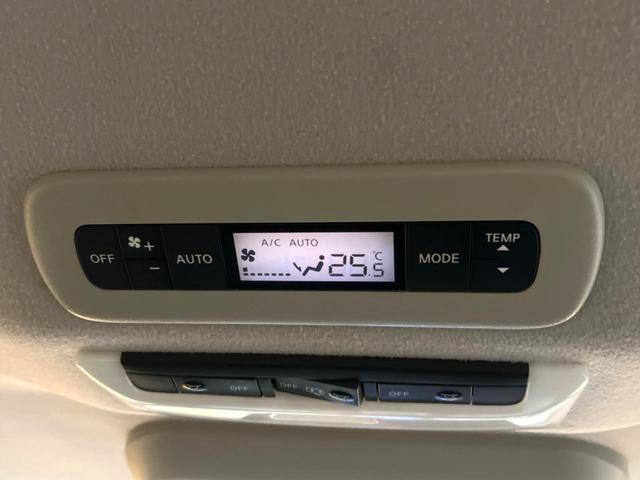 OFF + - AUTO A/C AUTO 25.5 °C MODE TEMP
OFF OFF OFF